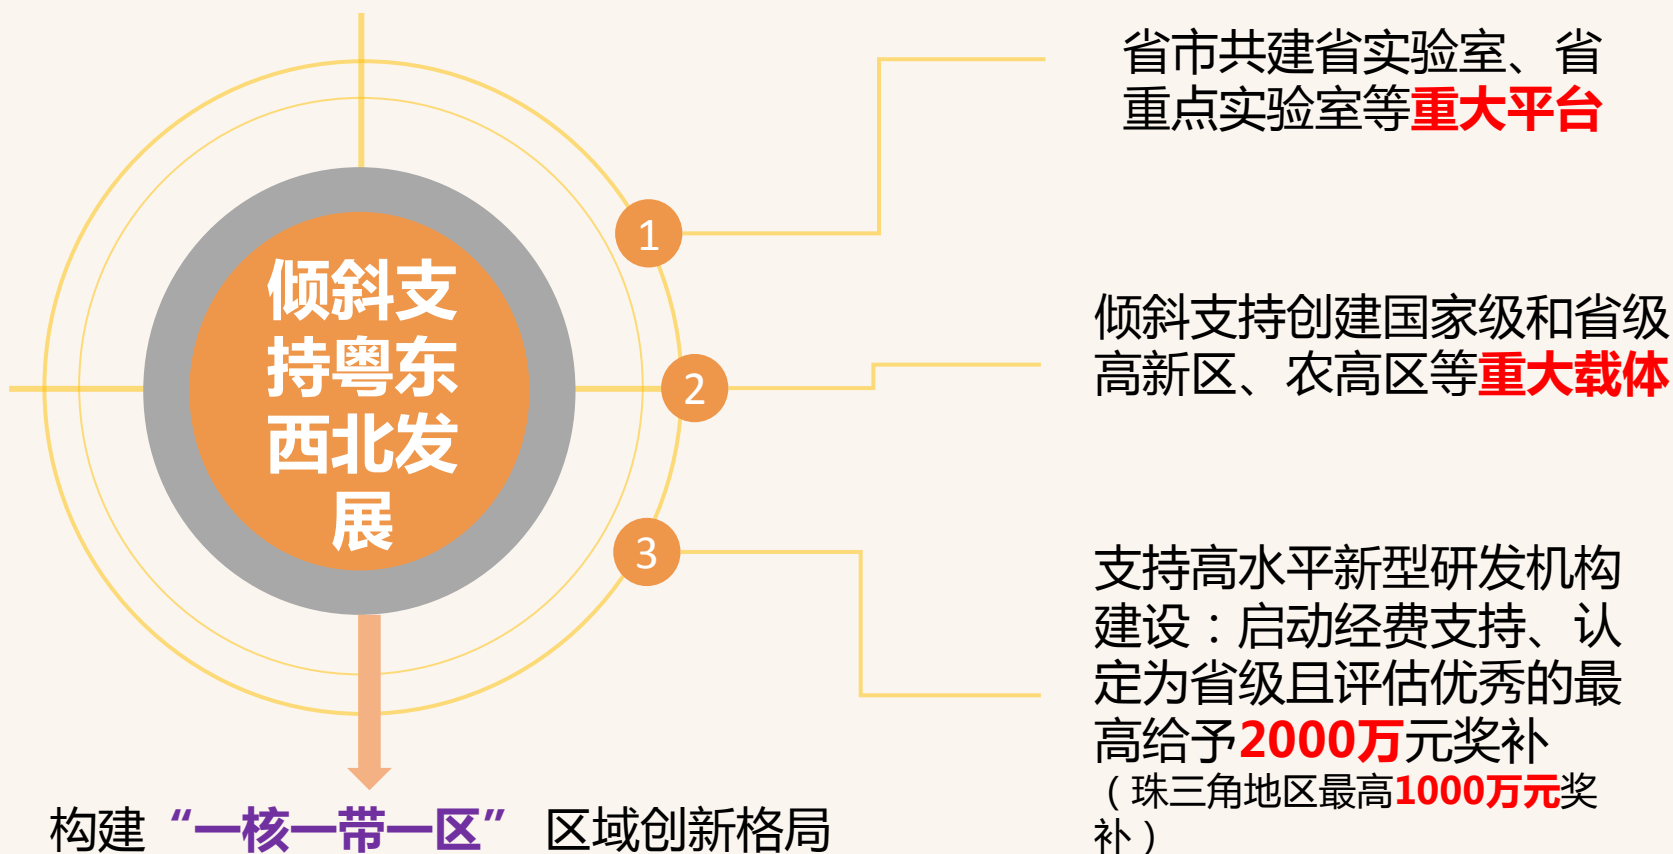 倾斜支
持粤东
西北发
展
构建“一核一带一区” 区域创新格局
1
省市共建省实验室、省
重点实验室等重大平台
2
倾斜支持创建国家级和省级
高新区、农高区等重大载体
3
支持高水平新型研发机构
建设：启动经费支持、认
定为省级且评估优秀的最
高给予2000万元奖补
（珠三角地区最高1000万元奖
补）